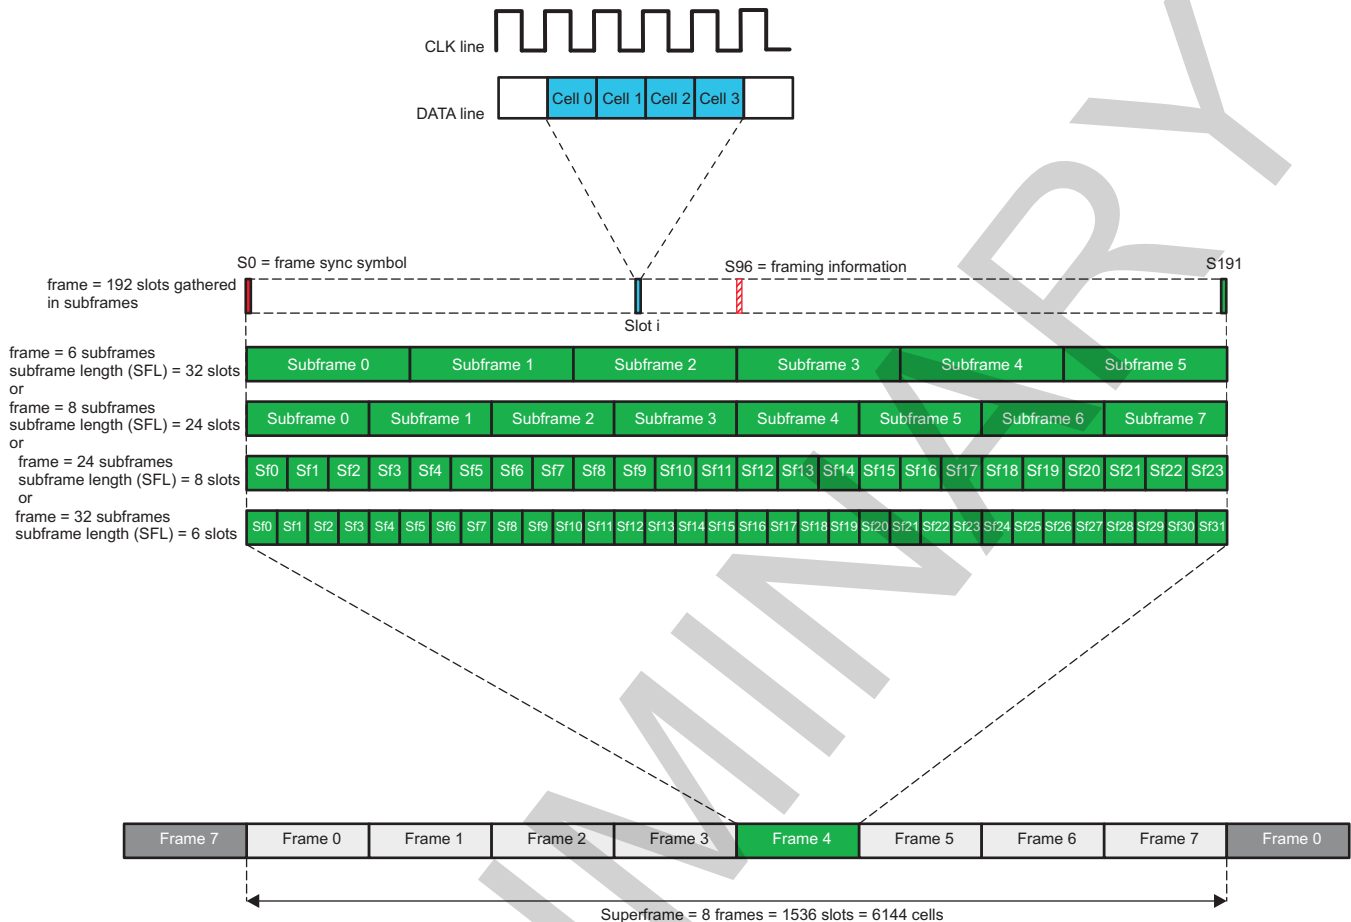 CLK line
DATA line
Cell 0 Cell 1 Cell 2 Cell 3
S0 = frame sync symbol
S96 = framing information
S191
frame = 192 slots gathered
in subframes
Slot i
frame = 6 subframes
subframe length (SFL) = 32 slots
Subframe 0 Subframe 1 Subframe 2 Subframe 3 Subframe 4 Subframe 5
or
frame = 8 subframes
subframe length (SFL) = 24 slots
Subframe 0 Subframe 1 Subframe 2 Subframe 3 Subframe 4 Subframe 5 Subframe 6 Subframe 7
or
frame = 24 subframes
subframe length (SFL) = 8 slots
Sf0 Sf1 Sf2 Sf3 Sf4 Sf5 Sf6 Sf7 Sf8 Sf9 Sf10 Sf11 Sf12 Sf13 Sf14 Sf15 Sf16 Sf17 Sf18 Sf19 Sf20 Sf21 Sf22 Sf23
or
frame = 32 subframes
subframe length (SFL) = 6 slots
Sf0 Sf1 Sf2 Sf3 Sf4 Sf5 Sf6 Sf7 Sf8 Sf9 Sf10 Sf11 Sf12 Sf13 Sf14 Sf15 Sf16 Sf17 Sf18 Sf19 Sf20 Sf21 Sf22 Sf23 Sf24 Sf25 Sf26 Sf27 Sf28 Sf29 Sf30 Sf31
Frame 7 Frame 0 Frame 1 Frame 2 Frame 3 Frame 4 Frame 5 Frame 6 Frame 7 Frame 0
Superframe = 8 frames = 1536 slots = 6144 cells
IMINARY